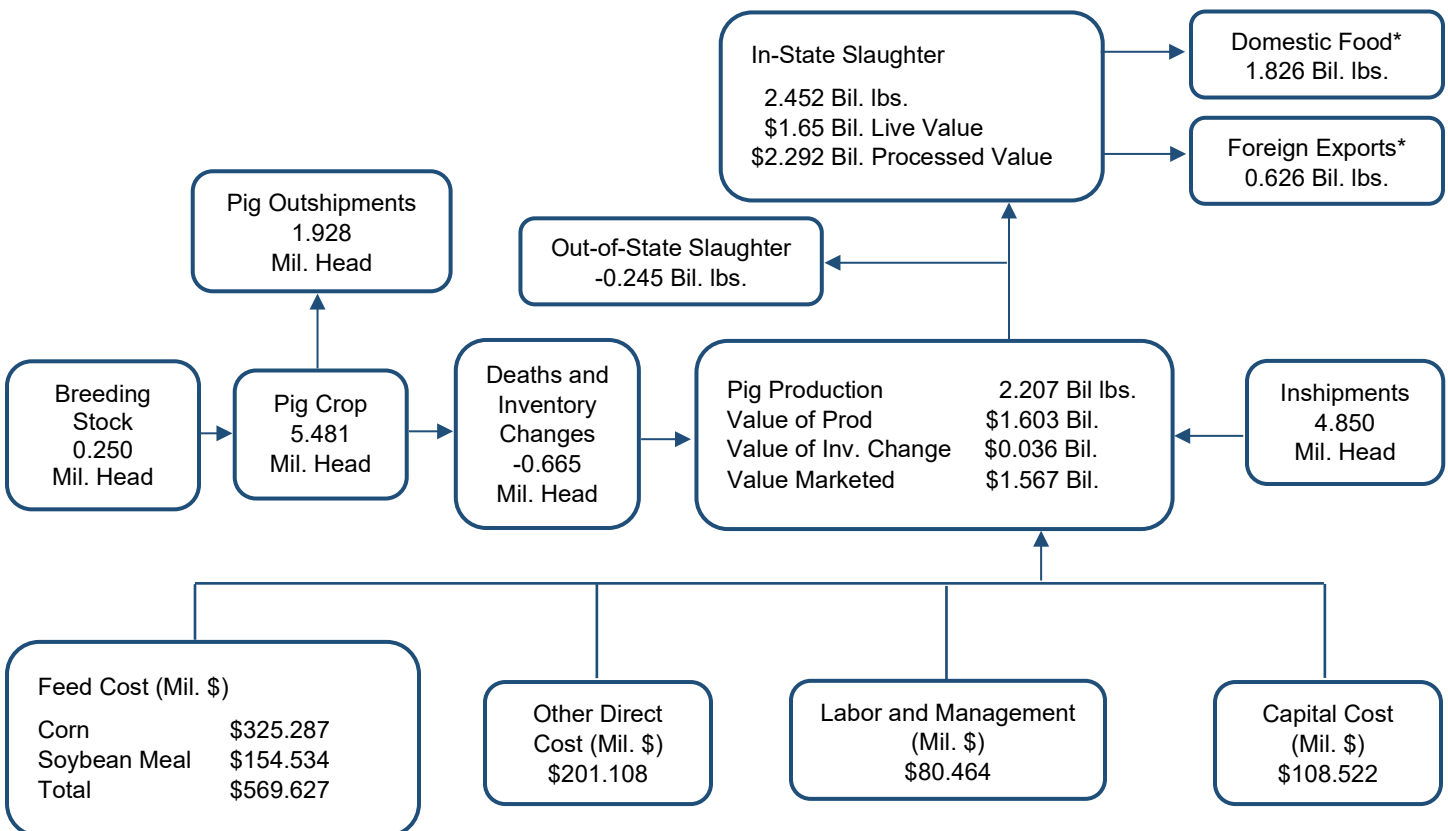 In-State Slaughter
2.452 Bil. lbs.
$1.65 Bil. Live Value
$2.292 Bil. Processed Value
Domestic Food*
1.826 Bil. lbs.
Foreign Exports*
0.626 Bil. lbs.
Pig Outshipments
1.928
Mil. Head
Out-of-State Slaughter
-0.245 Bil. lbs.
Breeding
Stock
0.250
Mil. Head
Pig Crop
5.481
Mil. Head
Deaths and
Inventory
Changes
-0.665
Mil. Head
Pig Production 2.207 Bil lbs.
Value of Prod $1.603 Bil.
Value of Inv. Change $0.036 Bil.
Value Marketed $1.567 Bil.
Inshipments
4.850
Mil. Head
Feed Cost (Mil. $)
Corn $325.287
Soybean Meal $154.534
Total $569.627
Other Direct
Cost (Mil. $)
$201.108
Labor and Management
(Mil. $)
$80.464
Capital Cost
(Mil. $)
$108.522